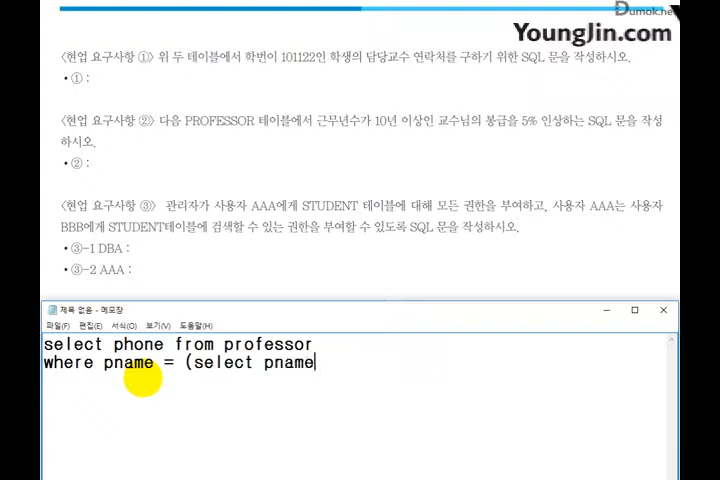 Dumok.ne
YoungJin.com
<현업 요구사항 ①> 위 두 테이블에서 학번이 101122인 학생의 담당교수 연락처를 구하기 위한 SQL 문을 작성하시오.
• ① :
<현업 요구사항 ②> 다음 PROFESSOR 테이블에서 근무년수가 10년 이상인 교수님의 봉급을 5% 인상하는 SQL 문을 작성
하시오.
• ② :
<현업 요구사항 ③> 관리자가 사용자 AAA에게 STUDENT 테이블에 대해 모든 권한을 부여하고, 사용자 AAA는 사용자
BBB에게 STUDENT테이블에 검색할 수 있는 권한을 부여할 수 있도록 SQL 문을 작성하시오.
• ③-1 DBA :
• ③-2 AAA :
제목 없음 - 메모장
파일(F) 편집(E) 서식(O) 보기(V) 도움말(H)
select phone from professor
where pname = (select pname